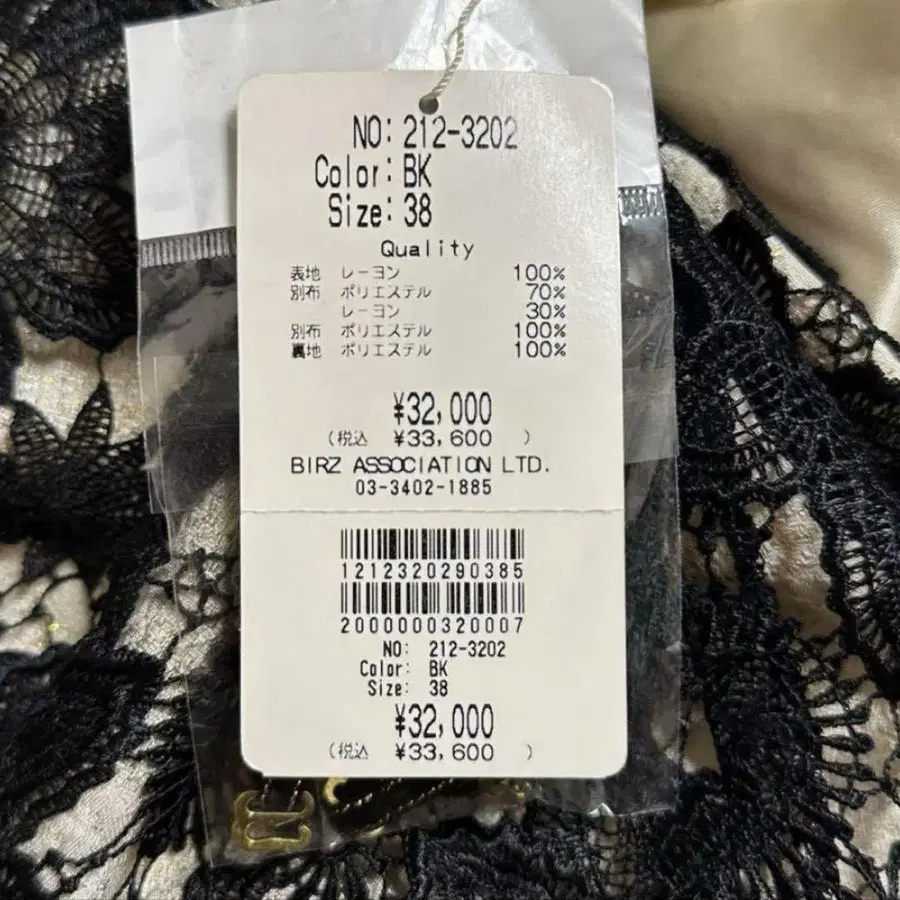 NO: 212-3202
Color: BK
Size: 38
Quality
表地 レーヨン 100%
別布 ポリエステル 70%
レーヨン 30%
別布 ポリエステル 100%
裏地 ポリエステル 100%
¥32,000
(税込 ¥33,600 )
BIRZ ASSOCIATION LTD.
03-3402-1885
1212320290385
2000000320007
NO: 212-3202
Color: BK
Size: 38
¥32,000
(税込 ¥33,600 )